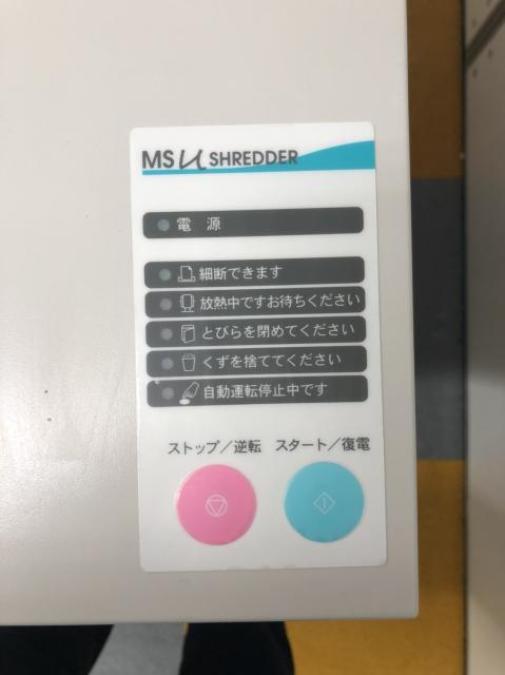 MS U SHREDDER
電 源
細断できます
放熱中ですお待ちください
とびらを閉めてください
くずを捨ててください
自動運転停止中です
ストップ／逆転 スタート／復電